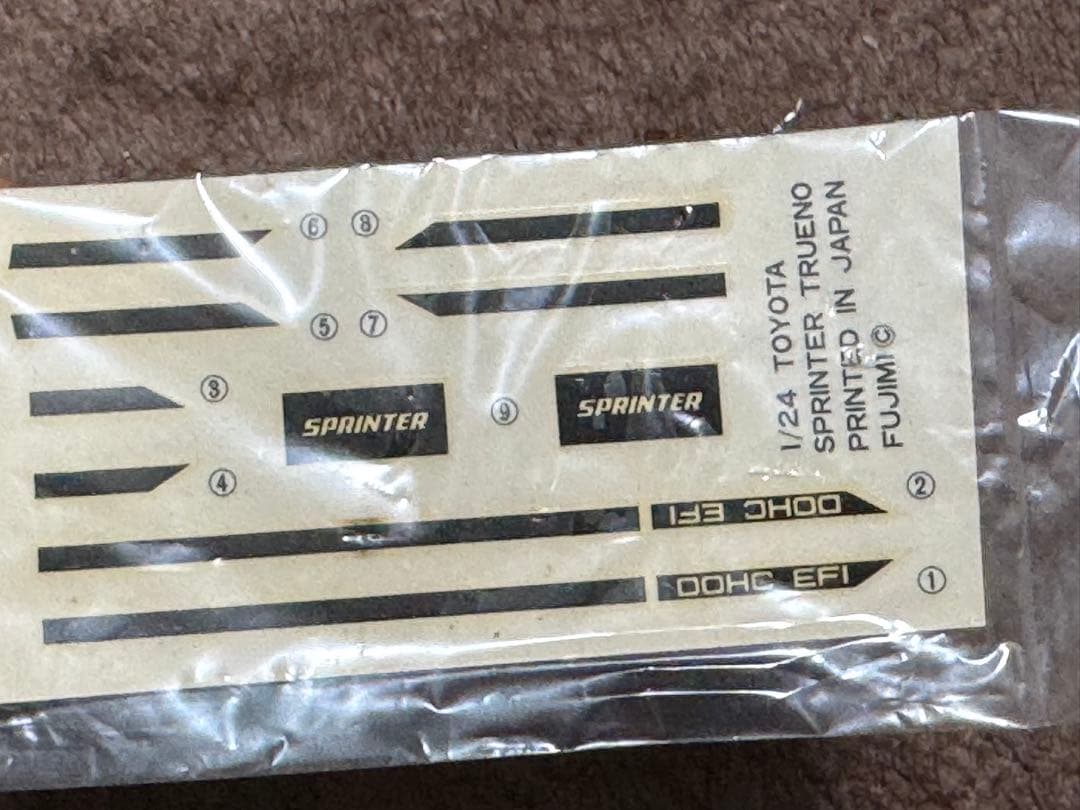 ⑥ ⑧
⑤ ⑦
③
SPRINTER ⑨ SPRINTER
④
DOHC EFI ②
DOHC EFI ①
1/24 TOYOTA
SPRINTER TRUENO
PRINTED IN JAPAN
FUJIMI ©